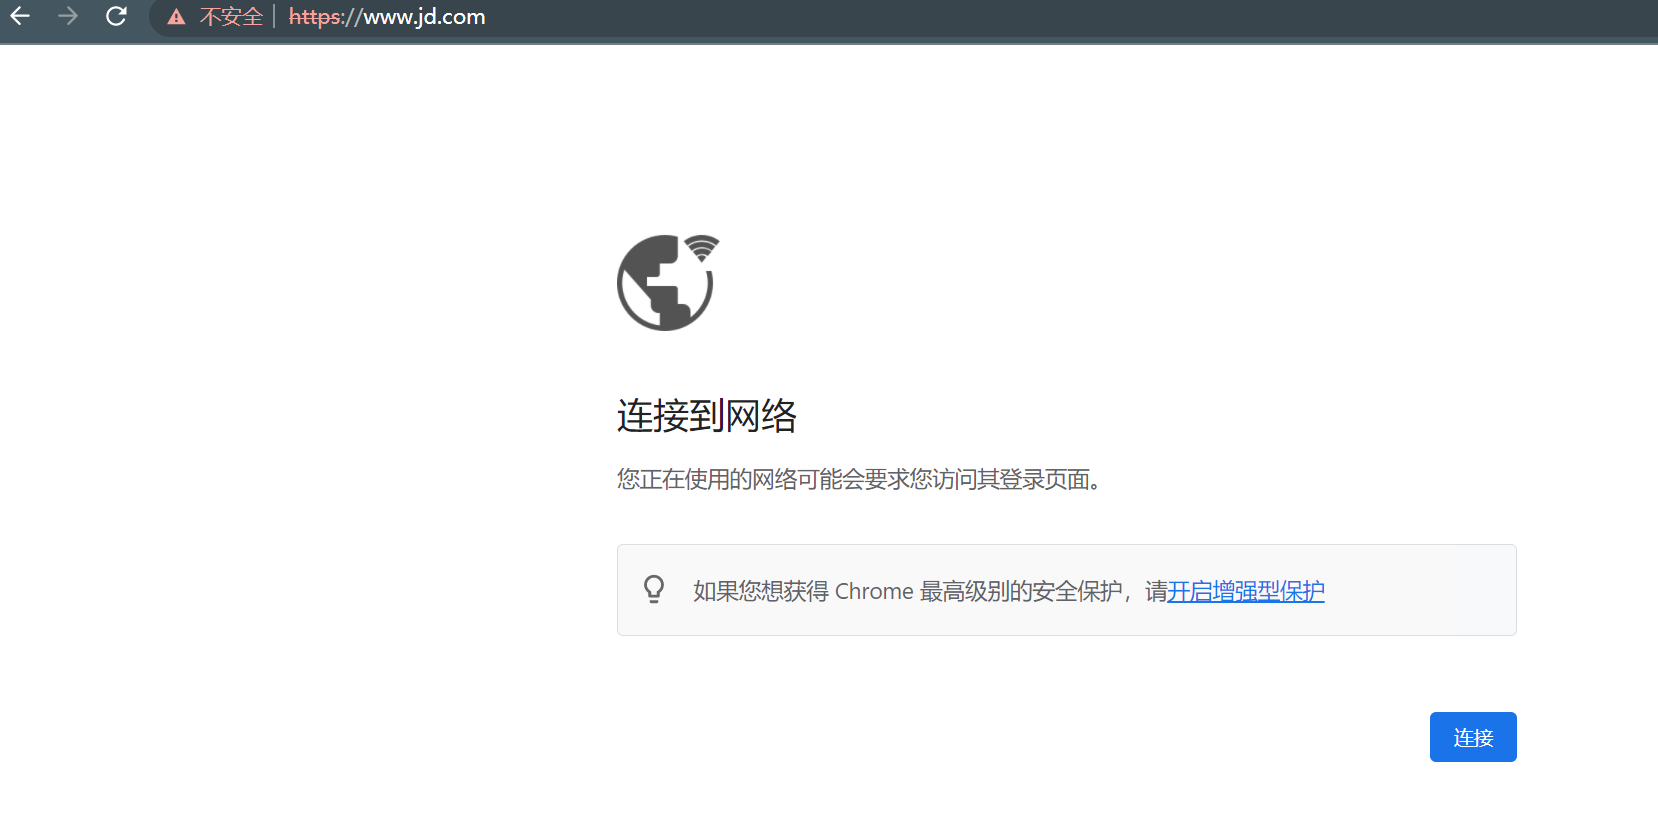 不安全 https://www.jd.com
连接到网络
您正在使用的网络可能会要求您访问其登录页面。
如果您想获得 Chrome 最高级别的安全保护，请开启增强型保护
连接